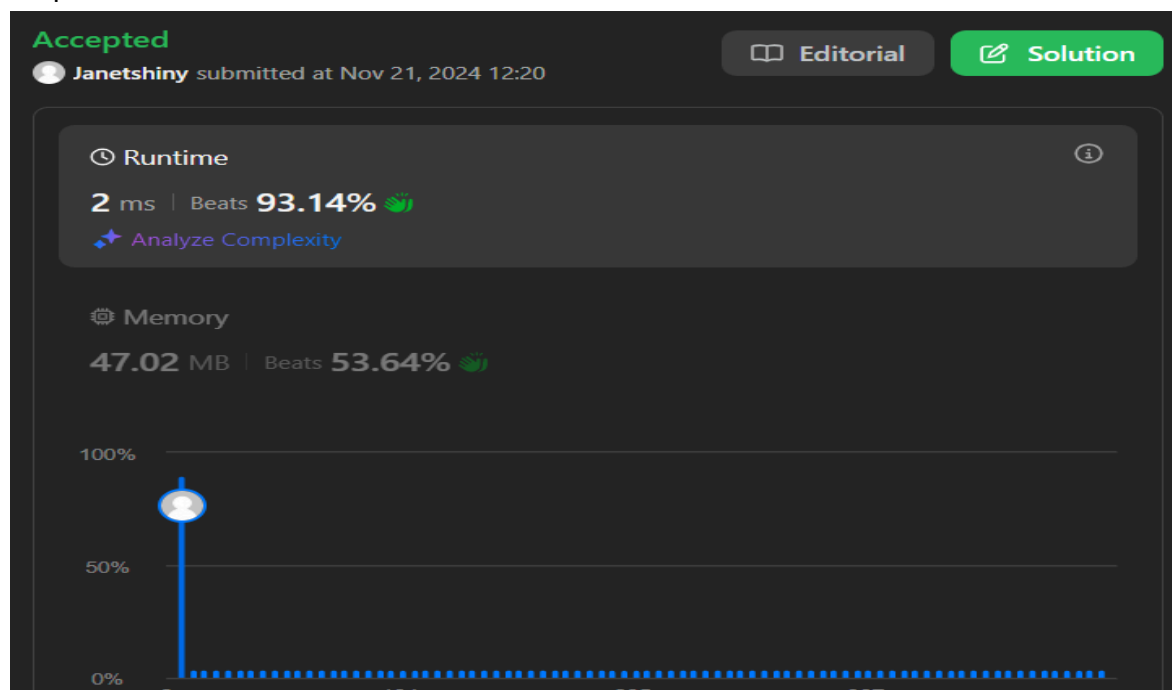 Accepted
Editorial
Solution
Janetshiny submitted at Nov 21, 2024 12:20
Runtime
2 ms | Beats 93.14%
Analyze Complexity
Memory
47.02 MB | Beats 53.64%
100%
50%
0%